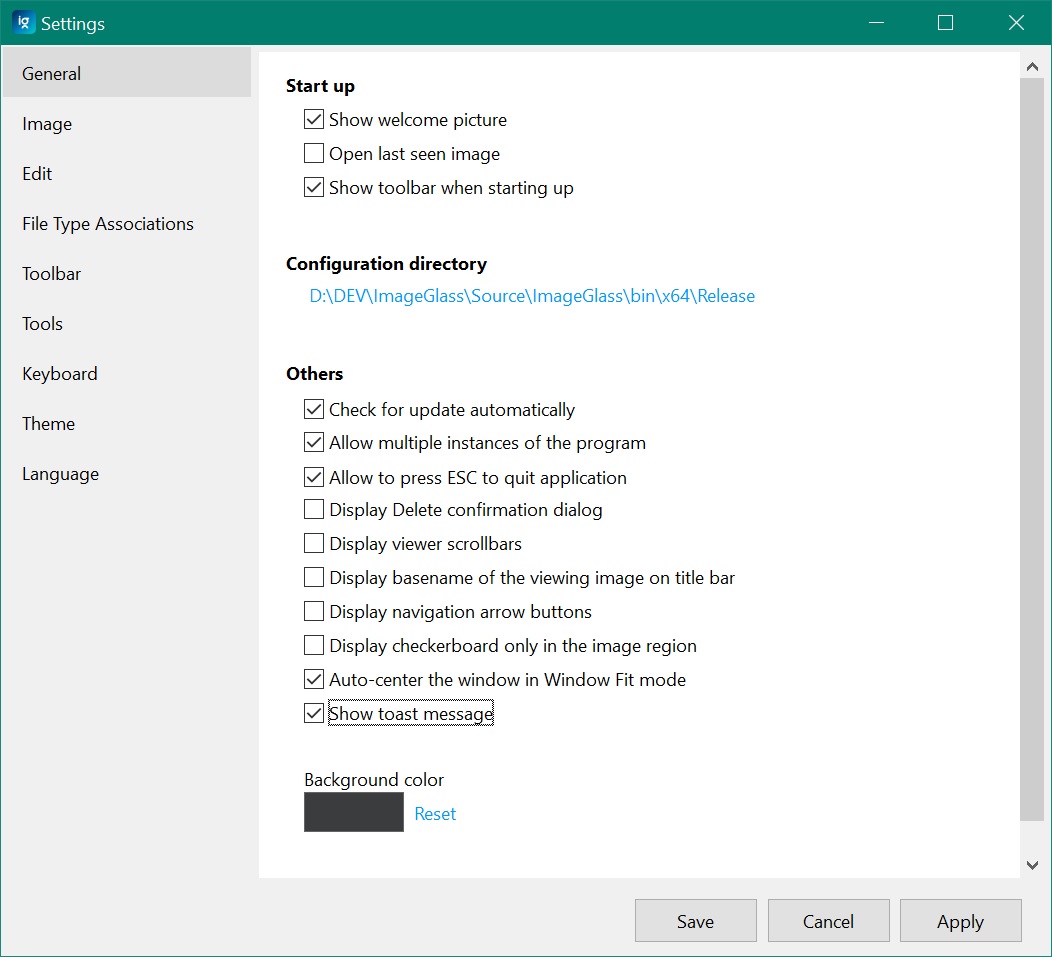 ig
Settings
General
Image
Edit
File Type Associations
Toolbar
Tools
Keyboard
Theme
Language
Start up
Show welcome picture
Open last seen image
Show toolbar when starting up
Configuration directory
D:\DEV\ImageGlass\Source\ImageGlass\bin\x64\Release
Others
Check for update automatically
Allow multiple instances of the program
Allow to press ESC to quit application
Display Delete confirmation dialog
Display viewer scrollbars
Display basename of the viewing image on title bar
Display navigation arrow buttons
Display checkerboard only in the image region
Auto-center the window in Window Fit mode
Show toast message
Background color
Reset
Save
Cancel
Apply